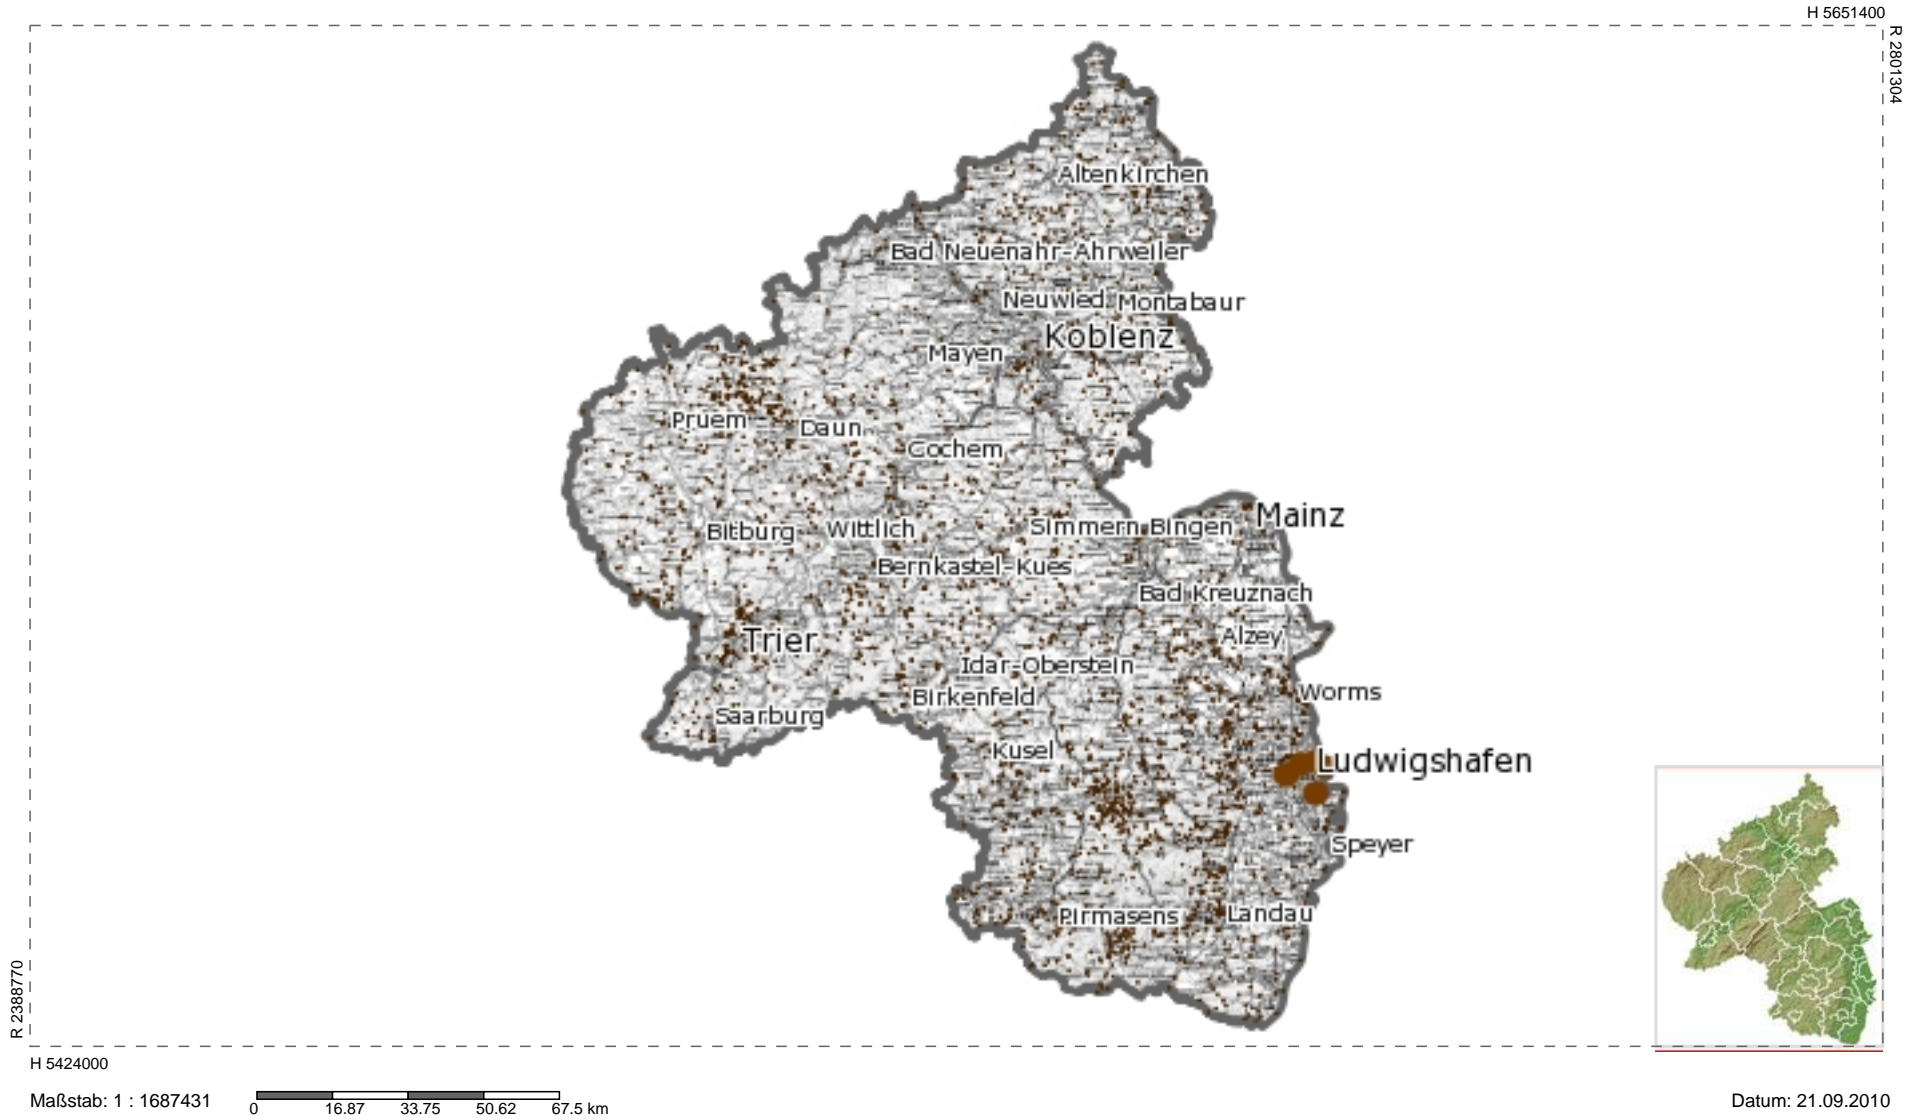 H 5651400
R 2801304
Altenkirchen
Bad Neuenahr-Ahrweiler
Neuwied Montabaur
Koblenz
Mayen
Pruem
Daun
Cochem
Mainz
Bitburg
Wittlich
Simmern
Bingen
Bernkastel-Kues
Bad Kreuznach
Trier
Alzey
Idar-Oberstein
Birkenfeld
Worms
Saarburg
Kusel
Ludwigshafen
Speyer
Pirmasens
Landau
R 2388770
H 5424000
Maßstab: 1 : 1687431
0 16.87 33.75 50.62 67.5 km
Datum: 21.09.2010